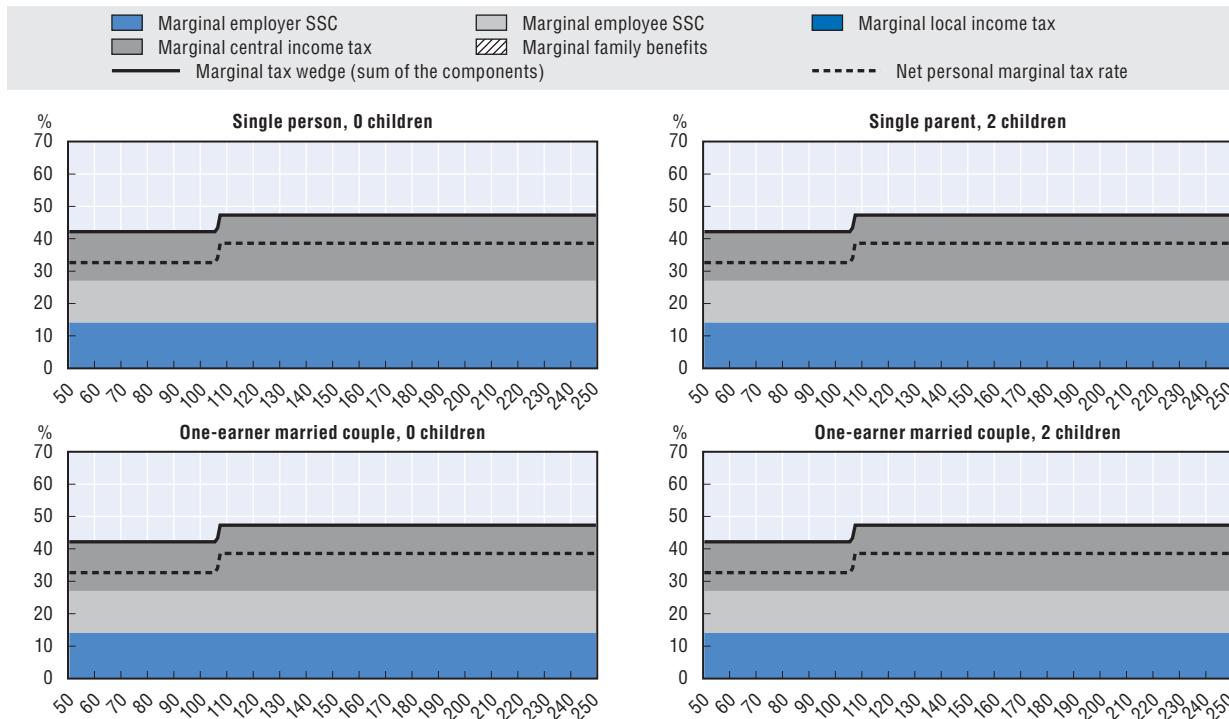 Marginal employer SSC Marginal employee SSC Marginal local income tax
Marginal central income tax Marginal family benefits
Marginal tax wedge (sum of the components) Net personal marginal tax rate
% Single person, 0 children
70
60
50
40
30
20
10
0
50 60 70 80 90 100 110 120 130 140 150 160 170 180 190 200 210 220 230 240 250
% Single parent, 2 children
70
60
50
40
30
20
10
0
50 60 70 80 90 100 110 120 130 140 150 160 170 180 190 200 210 220 230 240 250
% One-earner married couple, 0 children
70
60
50
40
30
20
10
0
50 60 70 80 90 100 110 120 130 140 150 160 170 180 190 200 210 220 230 240 250
% One-earner married couple, 2 children
70
60
50
40
30
20
10
0
50 60 70 80 90 100 110 120 130 140 150 160 170 180 190 200 210 220 230 240 250